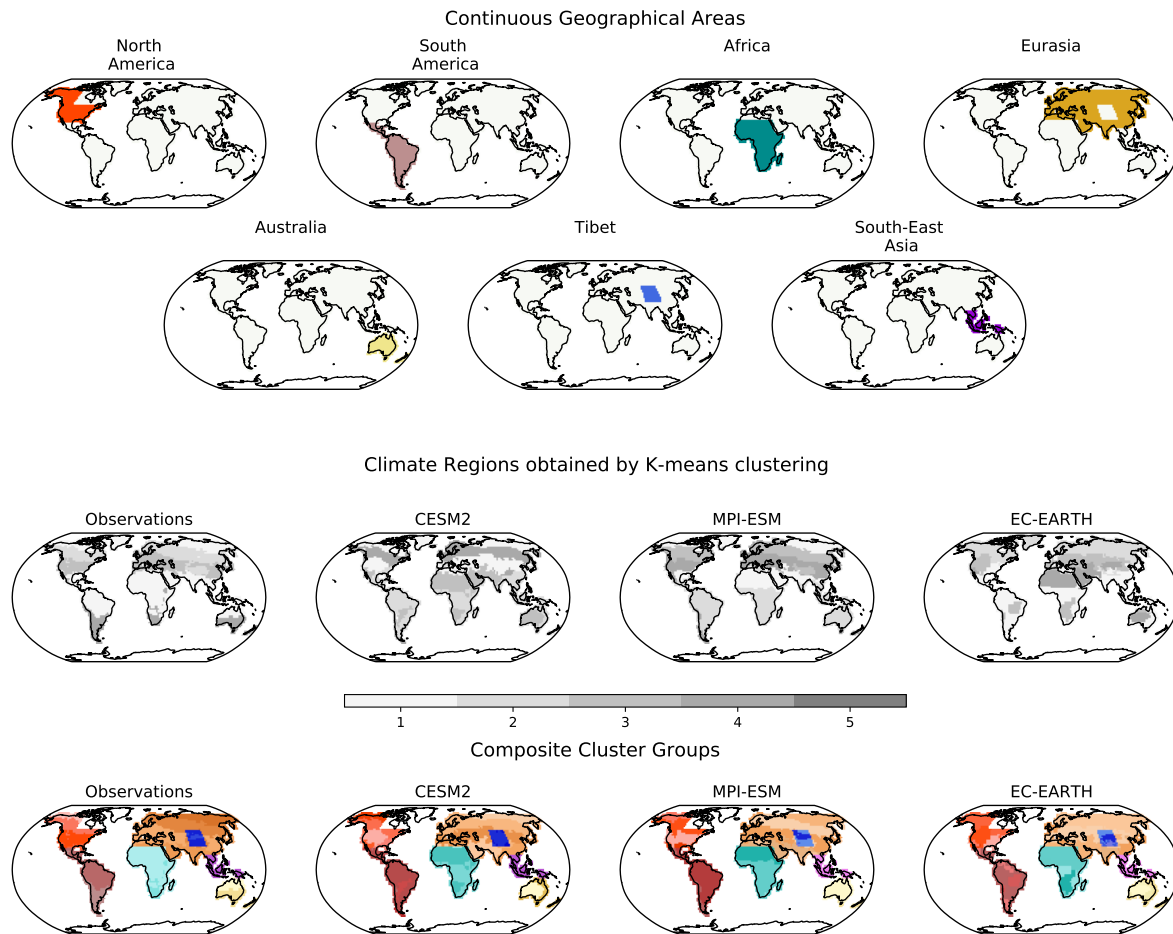 Continuous Geographical Areas
North
America
South
America
Africa
Eurasia
Australia
Tibet
South-East
Asia
Climate Regions obtained by K-means clustering
Observations
CESM2
MPI-ESM
EC-EARTH
1 2 3 4 5
Composite Cluster Groups
Observations
CESM2
MPI-ESM
EC-EARTH